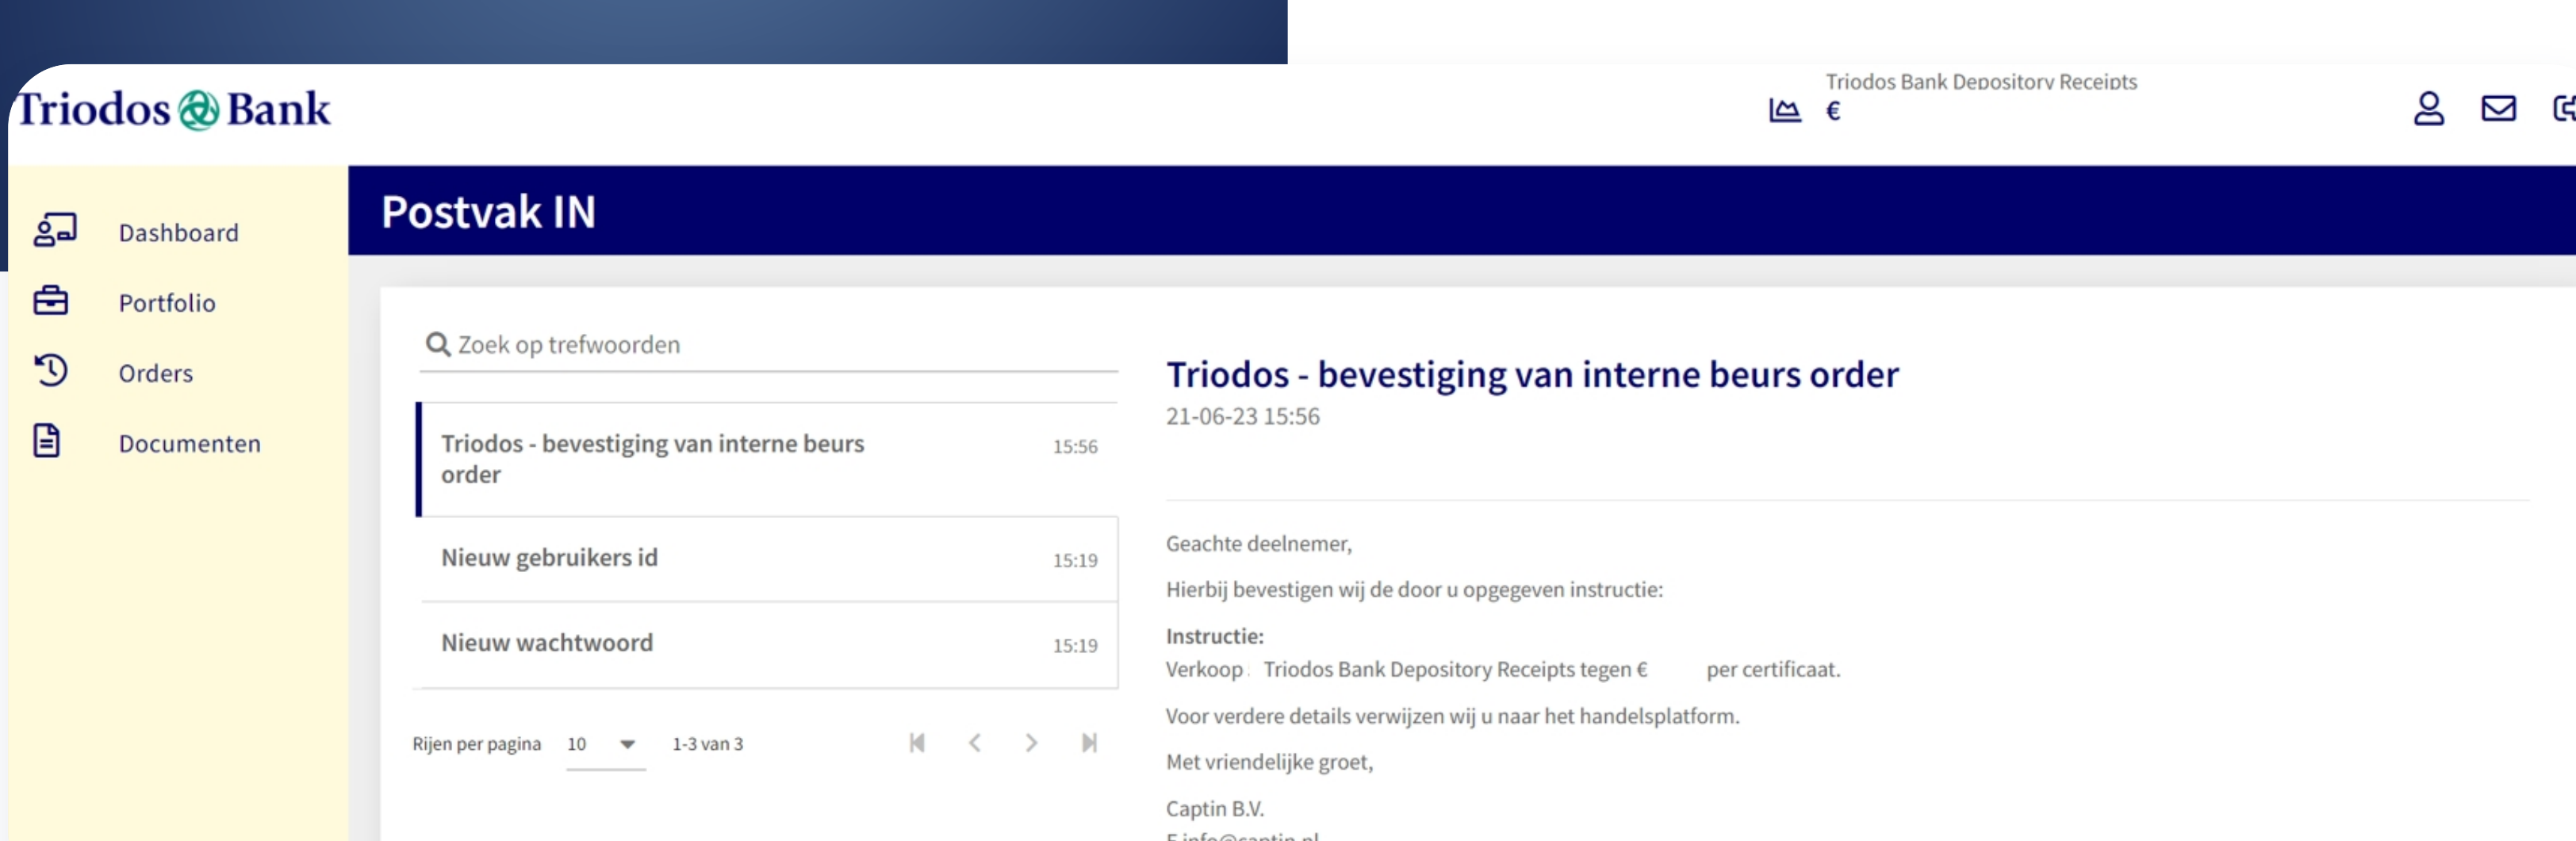 Triodos Bank
Triodos Bank Depository Receipts
€
Dashboard
Portfolio
Orders
Documenten
Postvak IN
Zoek op trefwoorden
Triodos - bevestiging van interne beurs
order
15:56
Nieuw gebruikers id
15:19
Nieuw wachtwoord
15:19
Rijen per pagina 10 1-3 van 3
Triodos - bevestiging van interne beurs order
21-06-23 15:56
Geachte deelnemer,
Hierbij bevestigen wij de door u opgegeven instructie:
Instructie:
Verkoop Triodos Bank Depository Receipts tegen € per certificaat.
Voor verdere details verwijzen wij u naar het handelsplatform.
Met vriendelijke groet,
Captin B.V.
E info@captin.nl